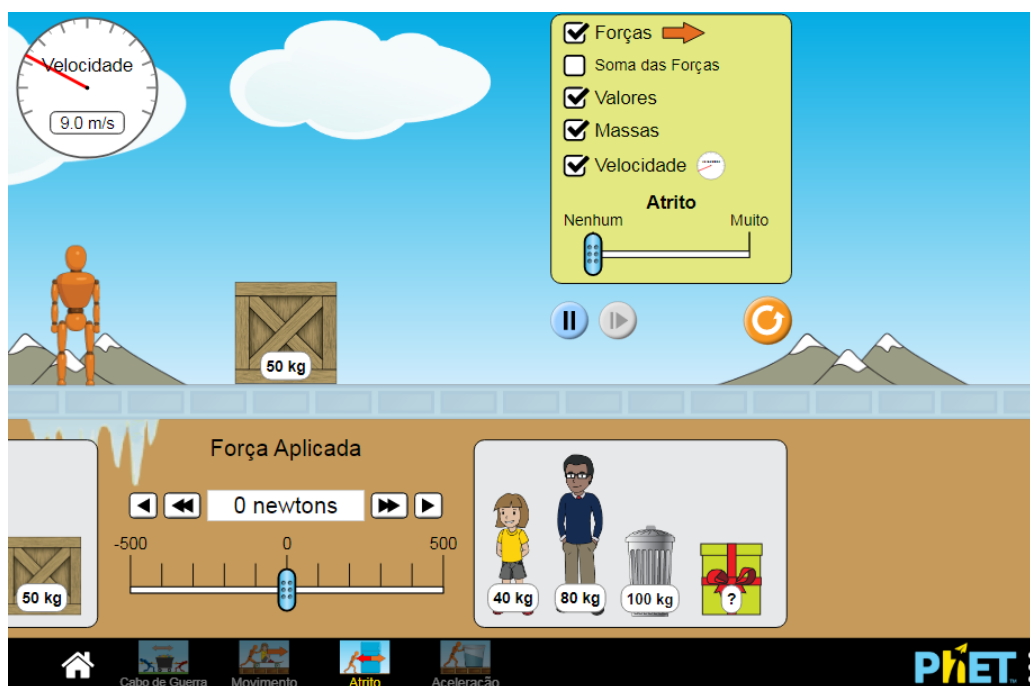 Velocidade
9.0 m/s
Forças
Soma das Forças
Valores
Massas
Velocidade
Atrito
Nenhum Muito
50 kg
Força Aplicada
0 newtons
-500 0 500
50 kg
40 kg 80 kg 100 kg ?
Cabo de Guerra Movimento Atrito Aceleração
PhET